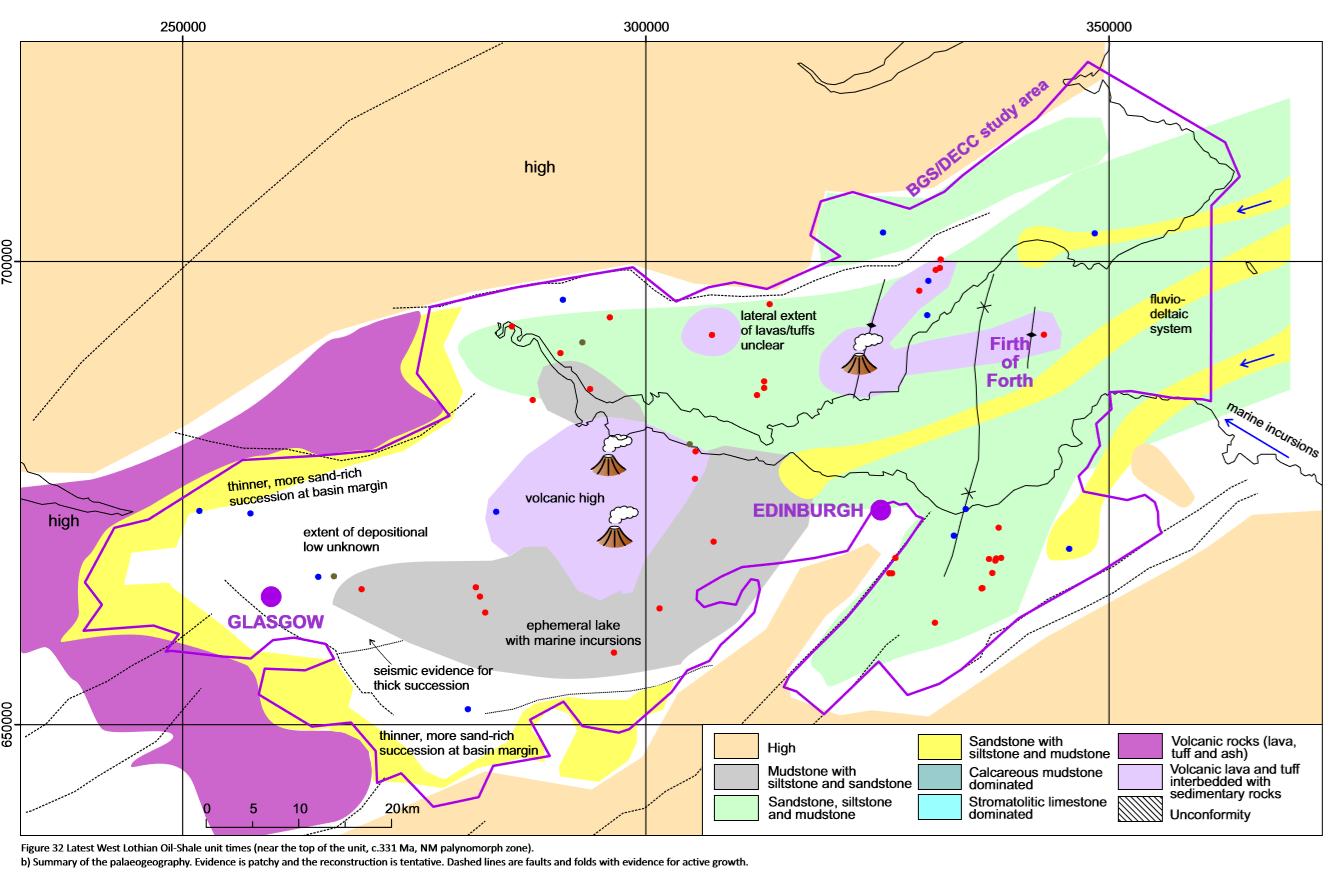 250000
300000
350000
700000
650000
high
BGS/DECC study area
lateral extent
of lavas/tuffs
unclear
fluvio-
deltaic
system
Firth
of
Forth
marine incursions
thinner, more sand-rich
succession at basin margin
high
volcanic high
EDINBURGH
extent of depositional
low unknown
GLASGOW
ephemeral lake
with marine incursions
seismic evidence for
thick succession
thinner, more sand-rich
succession at basin margin
0 5 10 20km
High
Mudstone with
siltstone and sandstone
Sandstone, siltstone
and mudstone
Sandstone with
siltstone and mudstone
Calcareous mudstone
dominated
Stromatolitic limestone
dominated
Volcanic rocks (lava,
tuff and ash)
Volcanic lava and tuff
interbedded with
sedimentary rocks
Unconformity
Figure 32 Latest West Lothian Oil-Shale unit times (near the top of the unit, c.331 Ma, NM palynomorph zone).
b) Summary of the palaeogeography. Evidence is patchy and the reconstruction is tentative. Dashed lines are faults and folds with evidence for active growth.